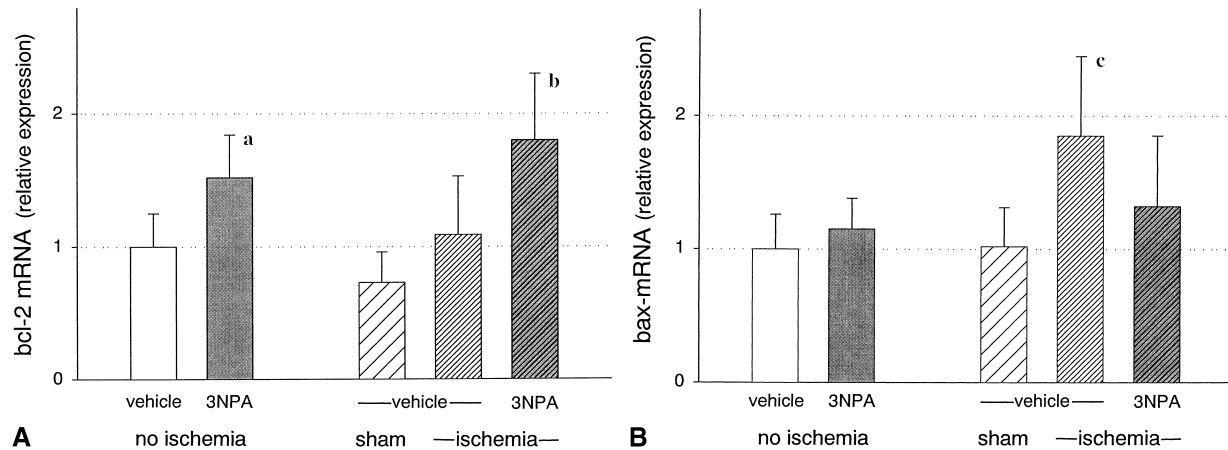 bcl-2 mRNA (relative expression)
2
1
0
a
b
vehicle 3NPA vehicle 3NPA
A no ischemia sham ischemia
bax-mRNA (relative expression)
2
1
0
c
vehicle 3NPA vehicle 3NPA
B no ischemia sham ischemia